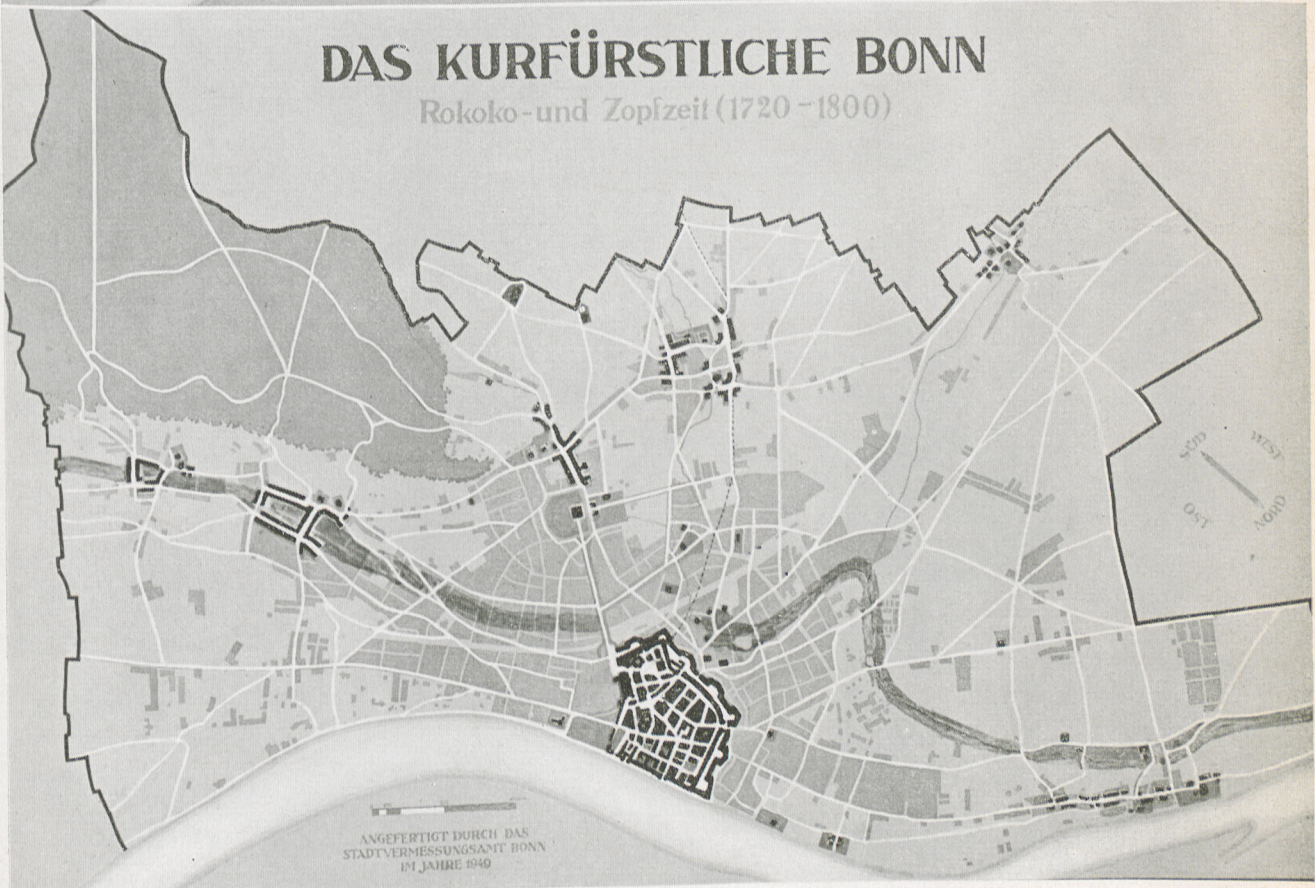 DAS KURFÜRSTLICHE BONN
Rokoko-und Zopfzeit (1720-1800)
SÜD
WEST
OST
NORD
ANGEFERTIGT DURCH DAS
STADTVERMESSUNGSAMT BONN
IM JAHRE 1940